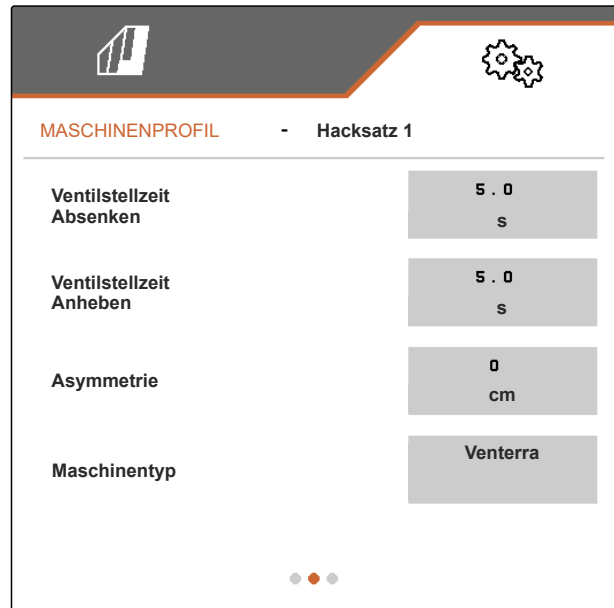 MASCHINENPROFIL - Hacksatz 1
Ventilstellzeit
Absenken
5.0
s
Ventilstellzeit
Anheben
5.0
s
Asymmetrie
0
cm
Maschinentyp
Venterra